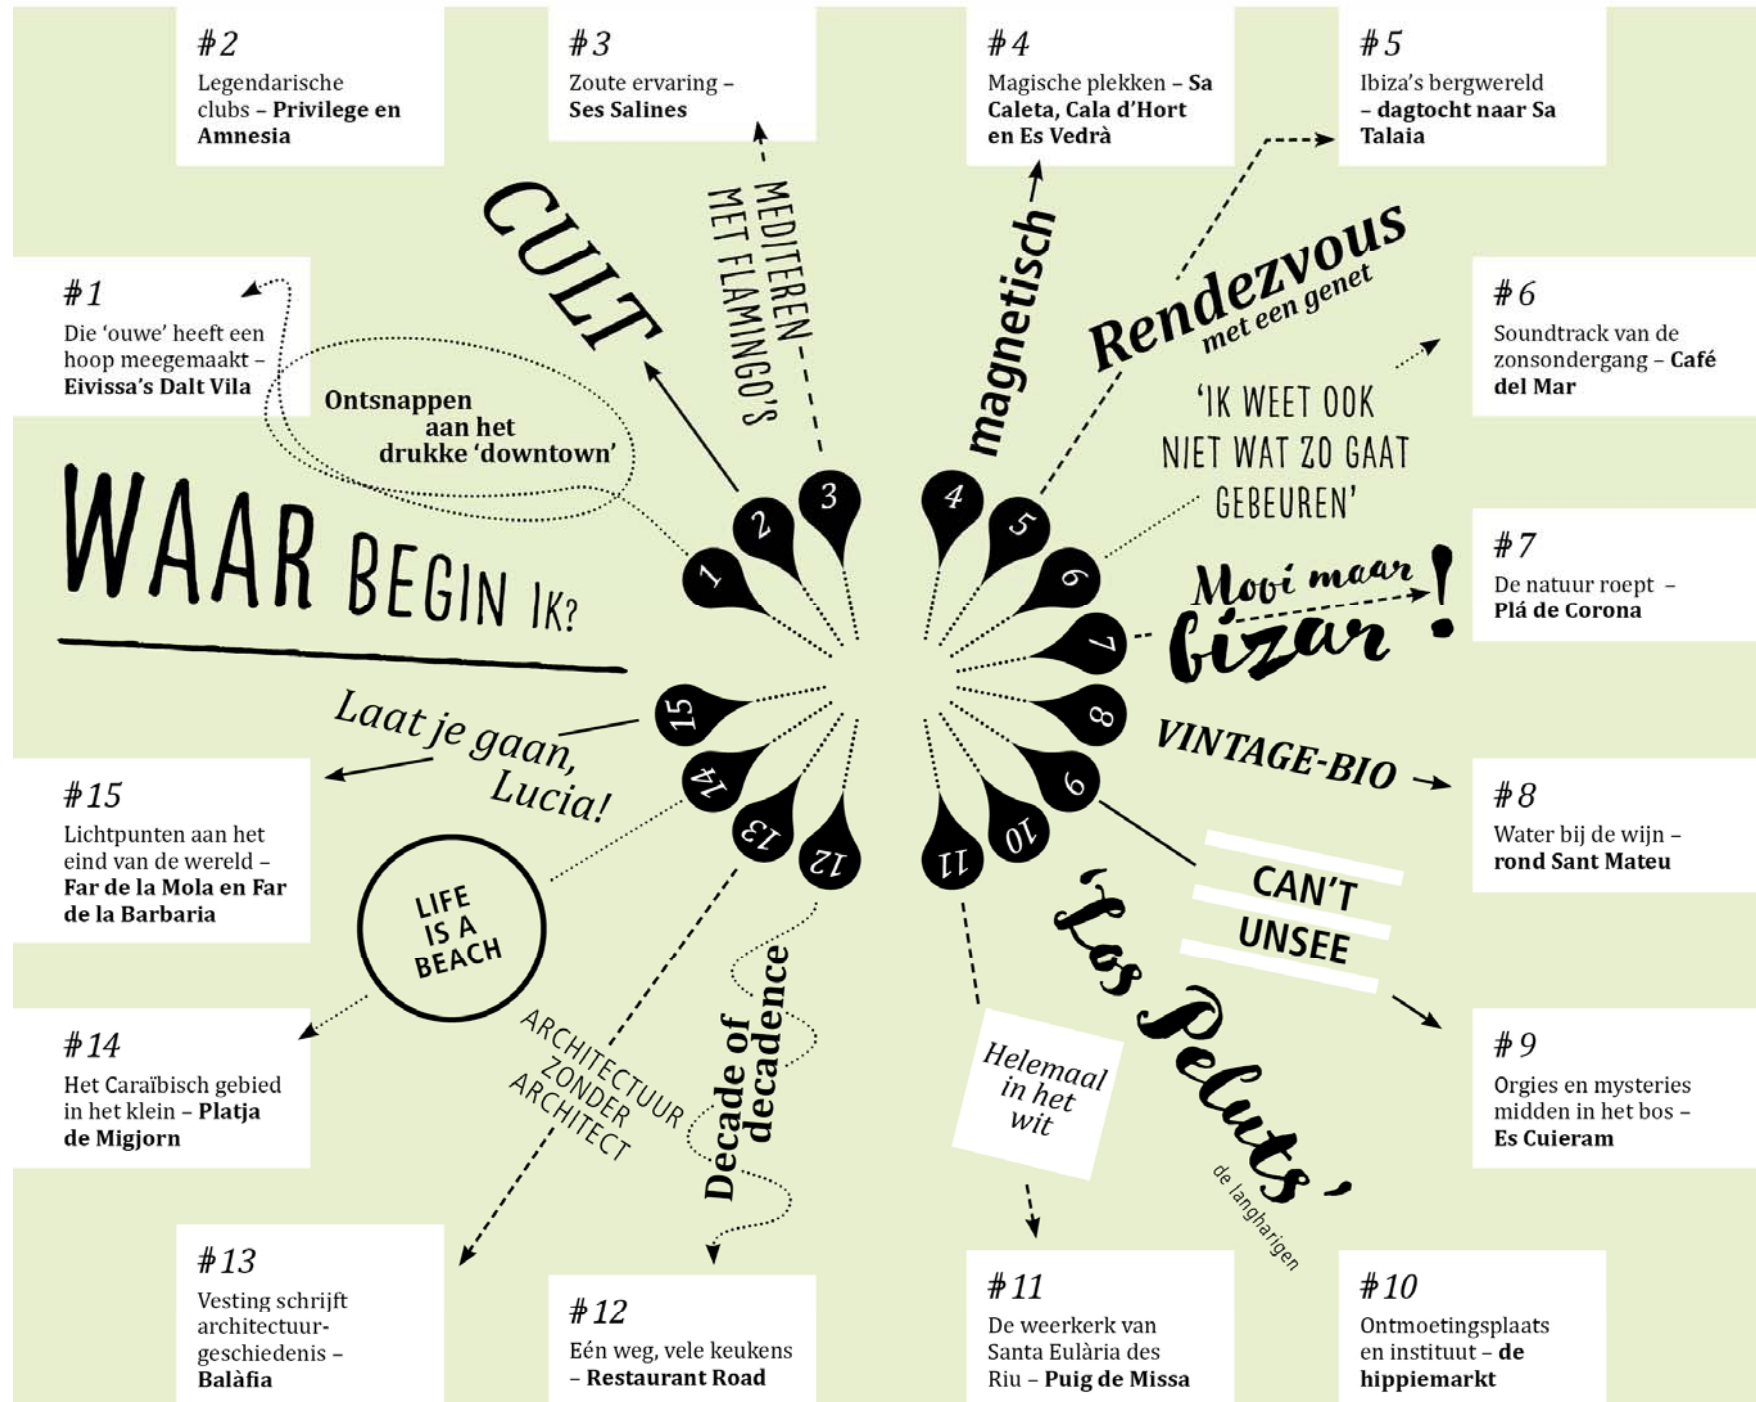 #2
Legendarische
clubs – Privilege en
Amnesia
#3
Zoute ervaring –
Ses Salines
#4
Magische plekken – Sa
Caleta, Cala d’Hort
en Es Vedrà
#5
Ibiza’s bergwereld
– dagtocht naar Sa
Talaia
#1
Die ‘ouwe’ heeft een
hoop meegemaakt –
Eivissa’s Dalt Vila
Ontsnappen
aan het
drukke ‘downtown’
CULT
MEDITEREN
MET FLAMINGO’S
magnetisch
Rendezvous
met een genet
#6
Soundtrack van de
zonsondergang – Café
del Mar
‘IK WEET OOK
NIET WAT ZO GAAT
GEBEUREN’
WAAR BEGIN IK?
1
2
3
4
5
6
7
8
9
10
11
12
13
14
15
Mooi maar
bizar!
#7
De natuur roept –
Plá de Corona
VINTAGE-BIO
#8
Water bij de wijn –
rond Sant Mateu
Laat je gaan,
Lucia!
#15
Lichtpunten aan het
eind van de wereld –
Far de la Mola en Far
de la Barbaria
LIFE
IS A
BEACH
CAN’T
UNSEE
#14
Het Caraïbisch gebied
in het klein – Platja
de Migjorn
ARCHITECTUUR
ZONDER
ARCHITECT
Decade of
decadence
Helemaal
in het
wit
‘Los Peluts’
de langharigen
#9
Orgies en mysteries
midden in het bos –
Es Cuieram
#13
Vesting schrijft
architectuur-
geschiedenis –
Balàfia
#12
Eén weg, vele keukens
– Restaurant Road
#11
De weerkerk van
Santa Eulària des
Riu – Puig de Missa
#10
Ontmoetingsplaats
en instituut – de
hippiemarkt